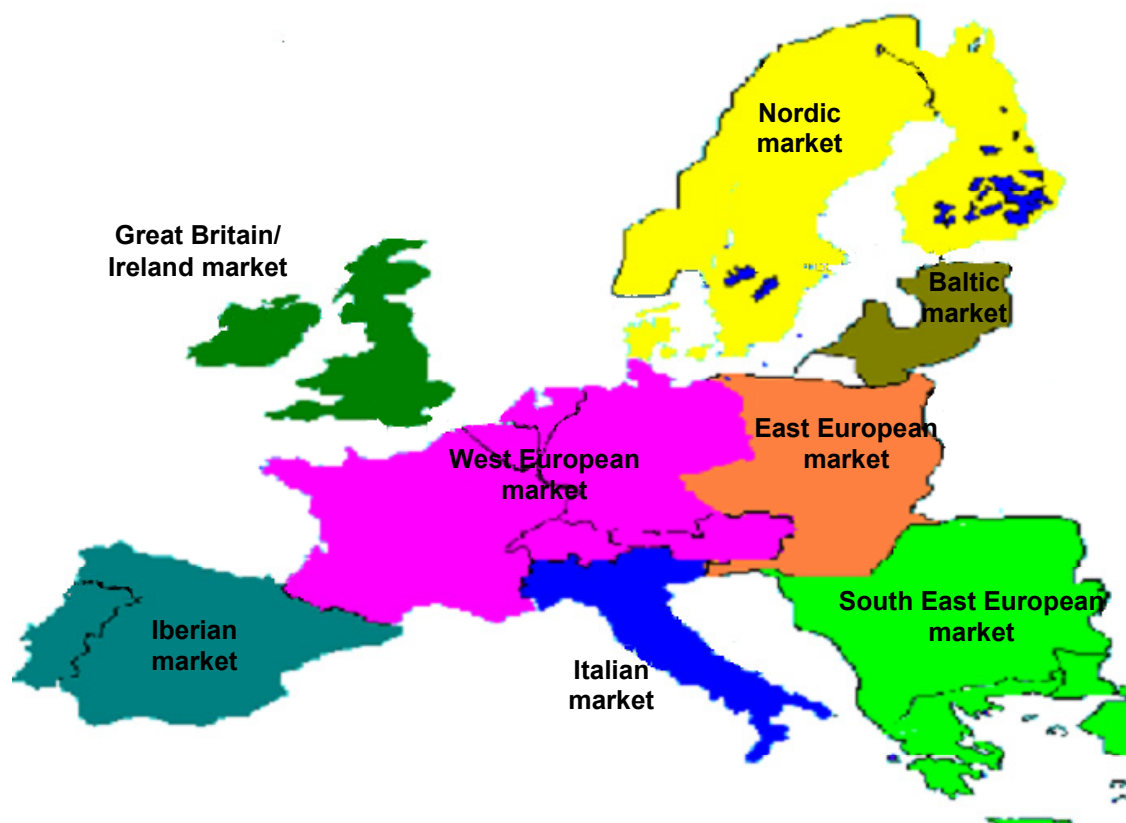 Nordic
market
Great Britain/
Ireland market
Baltic
market
East European
market
West European
market
South East European
market
Iberian
market
Italian
market